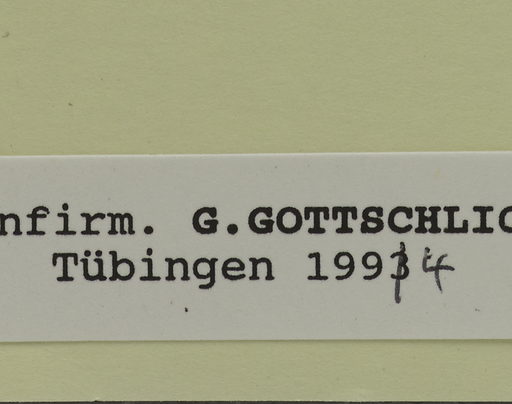 nfirm. G.GOTTSCHLIC
Tübingen 1993 4